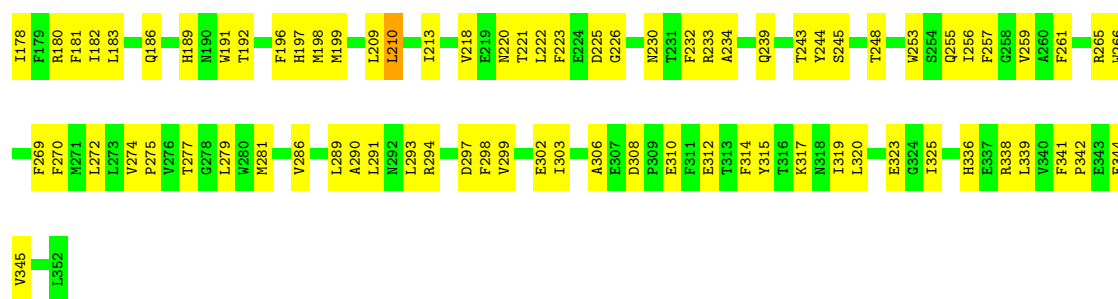 I178 F179 R180 F181 I182 L183 Q186 H189 N190 W191 T192 F196 H197 M198 M199 L209 L210 I213 V218 E219 N220 T221 L222 F223 E224 D225 G226 N230 T231 F232 R233 A234 Q239 T243 Y244 S245 T248 W253 S254 Q255 I256 F257 G258 V259 A260 F261 R265 W266
F269 F270 M271 L272 L273 V274 P275 V276 T277 G278 L279 W280 M281 V286 L289 A290 L291 N292 L293 R294 D297 F298 V299 E302 I303 A306 E307 D308 P309 E310 F311 E312 T313 F314 Y315 T316 K317 N318 I319 L320 E323 G324 I325 H336 E337 R338 L339 V340 F341 P342 E343
V345 L352